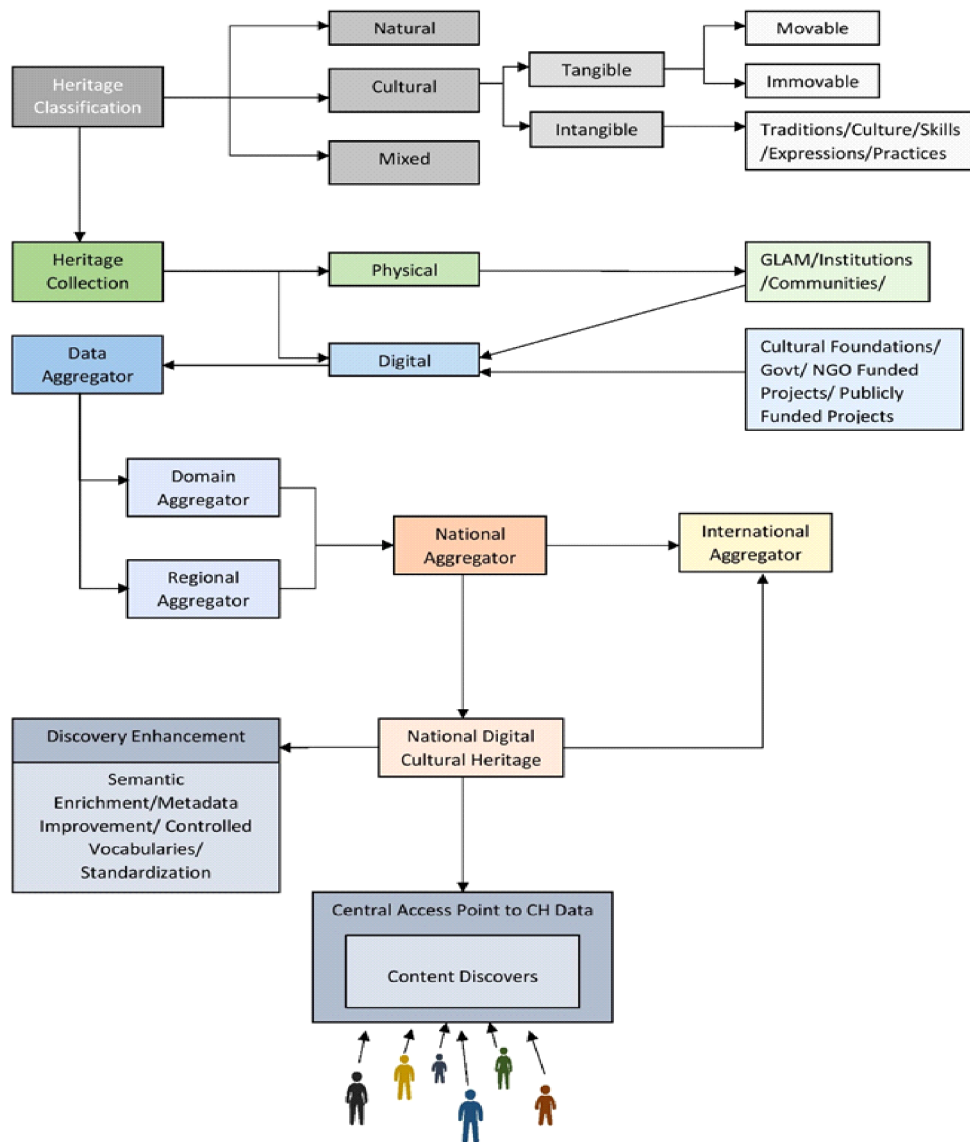 Natural
Movable
Heritage
Classification
Cultural
Tangible
Immovable
Intangible
Traditions/Culture/Skills
/Expressions/Practices
Mixed
Heritage
Collection
Physical
GLAM/Institutions
/Communities/
Data
Aggregator
Digital
Cultural Foundations/
Govt/ NGO Funded
Projects/ Publicly
Funded Projects
Domain
Aggregator
National
Aggregator
International
Aggregator
Regional
Aggregator
Discovery Enhancement
Semantic
Enrichment/Metadata
Improvement/ Controlled
Vocabularies/
Standardization
National Digital
Cultural Heritage
Central Access Point to CH Data
Content Discovers